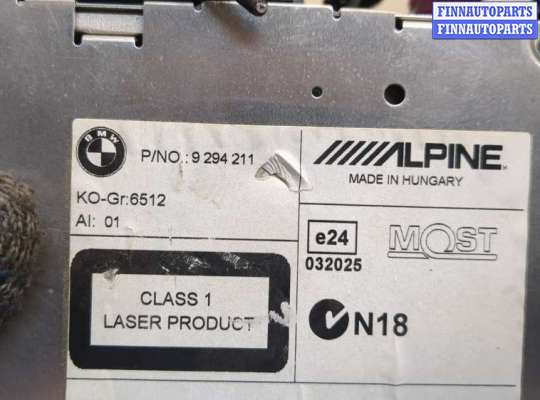 FINNAUTOPARTS
FINNAUTOPARTS
BMW
P/NO.: 9 294 211
ALPINE
MADE IN HUNGARY
KO-Gr:6512
AI: 01
e24
032025
MOST
CLASS 1
LASER PRODUCT
N18